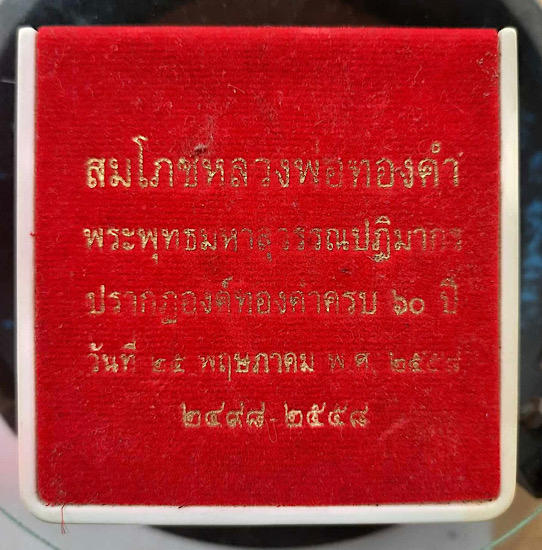 สมโภชหลวงพ่อทองคำ
พระพุทธมหาสุวรรณปฏิมากร
ปรากฏองค์ทองคำครบ ๖๐ ปี
วันที่ ๒๕ พฤษภาคม พ.ศ. ๒๕๕๘
๒๔๙๘-๒๕๕๘